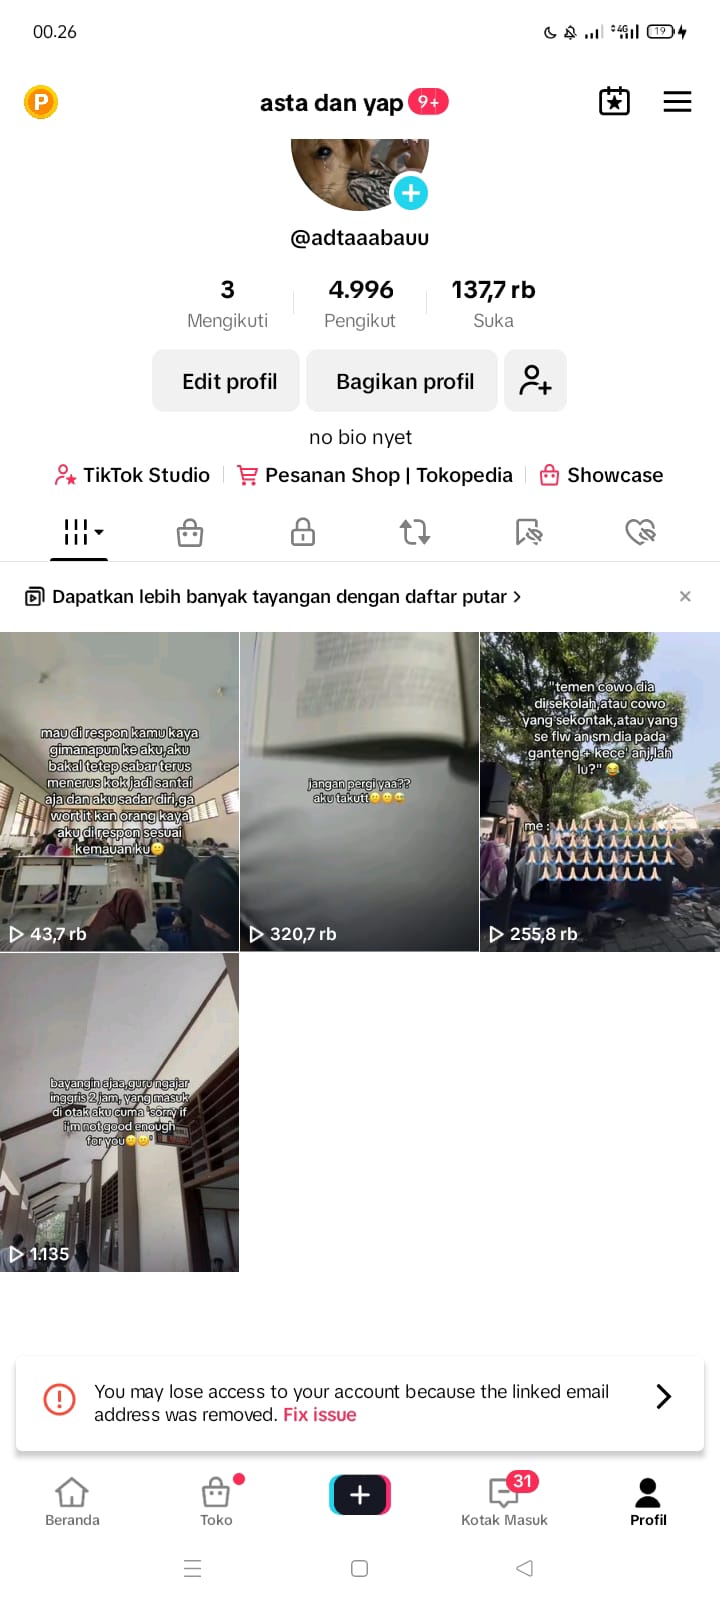 00.26
4G
19
P
asta dan yap 9+
@adtaaabauu
3 4.996 137,7 rb
Mengikuti Pengikut Suka
Edit profil Bagikan profil
no bio nyet
TikTok Studio Pesanan Shop | Tokopedia Showcase
Dapatkan lebih banyak tayangan dengan daftar putar >
mau di respon kamu kaya
gimanapun ke aku,aku
bakal tetep sabar terus
menerus kok,jadi santai
aja dan aku sadar diri,ga
wort it kan orang kaya
aku di respon sesuai
kemauan ku🙂
43,7 rb
jangan pergi yaa??
aku takutt
320,7 rb
"temen cowo dia
disekolah,atau cowo
yang sekontak,atau yang
se flw an sm dia pada
ganteng + kece' anj,lah
lu?" 😂
me : 🙏🏻
255,8 rb
bayangin ajaa,guru ngajar
inggris 2 jam, yang masuk
di otak aku cuma 'sorry if
i'm not good enough
for you
1.135
You may lose access to your account because the linked email
address was removed. Fix issue
31
Beranda Toko Kotak Masuk Profil